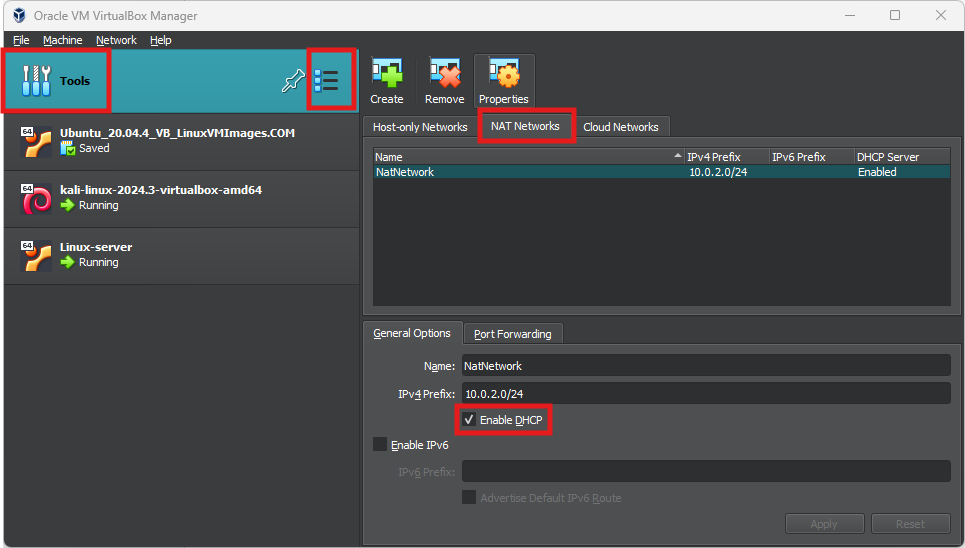 Oracle VM VirtualBox Manager
File Machine Network Help
Tools
Create Remove Properties
Host-only Networks NAT Networks Cloud Networks
Name IPv4 Prefix IPv6 Prefix DHCP Server
NatNetwork 10.0.2.0/24 Enabled
64
Ubuntu_20.04.4_VB_LinuxVMImages.COM
Saved
64
kali-linux-2024.3-virtualbox-amd64
Running
64
Linux-server
Running
General Options Port Forwarding
Name: NatNetwork
IPv4 Prefix: 10.0.2.0/24
Enable DHCP
Enable IPv6
IPv6 Prefix:
Advertise Default IPv6 Route
Apply Reset